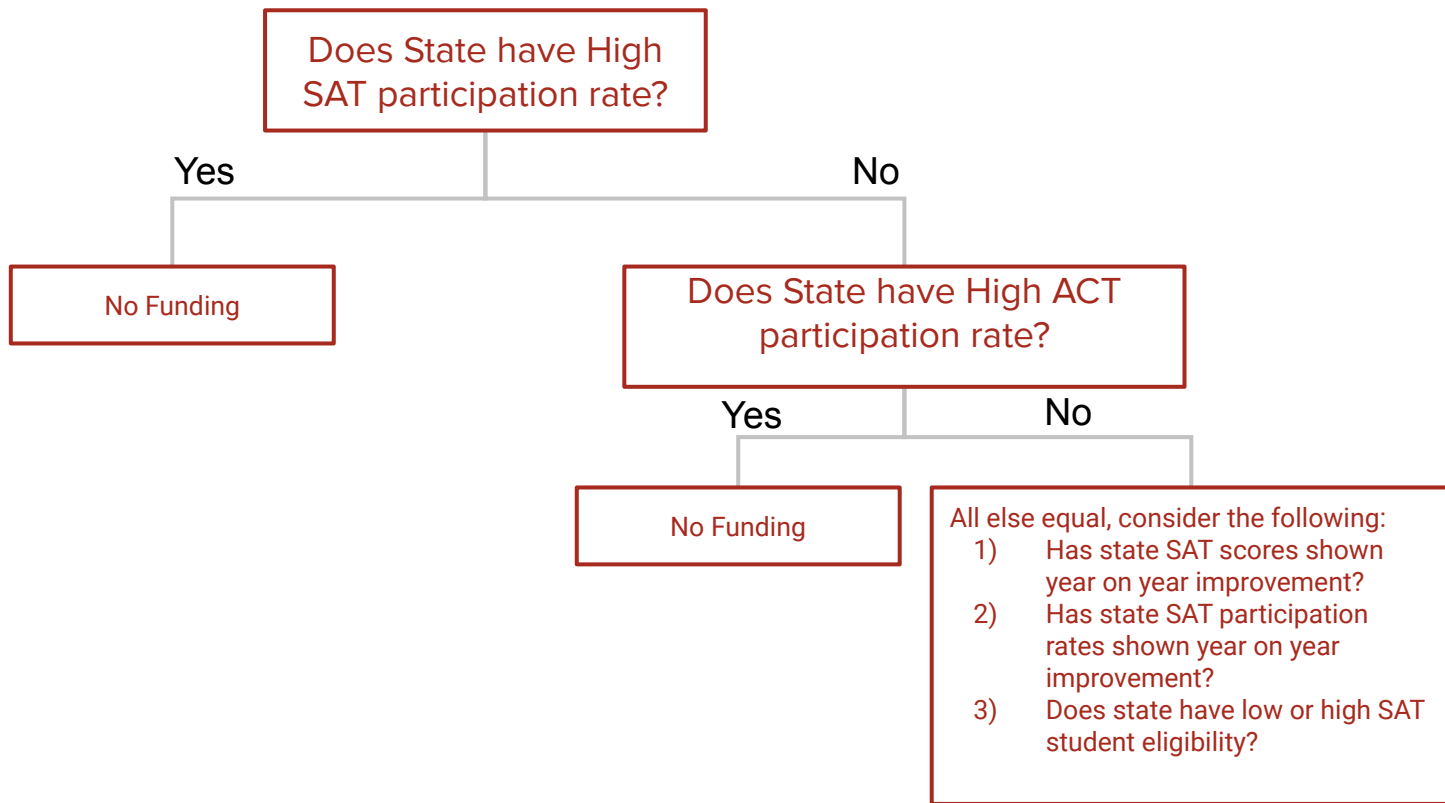 Does State have High
SAT participation rate?
Yes
No
No Funding
Does State have High ACT
participation rate?
Yes
No
No Funding
All else equal, consider the following:
1) Has state SAT scores shown
year on year improvement?
2) Has state SAT participation
rates shown year on year
improvement?
3) Does state have low or high SAT
student eligibility?